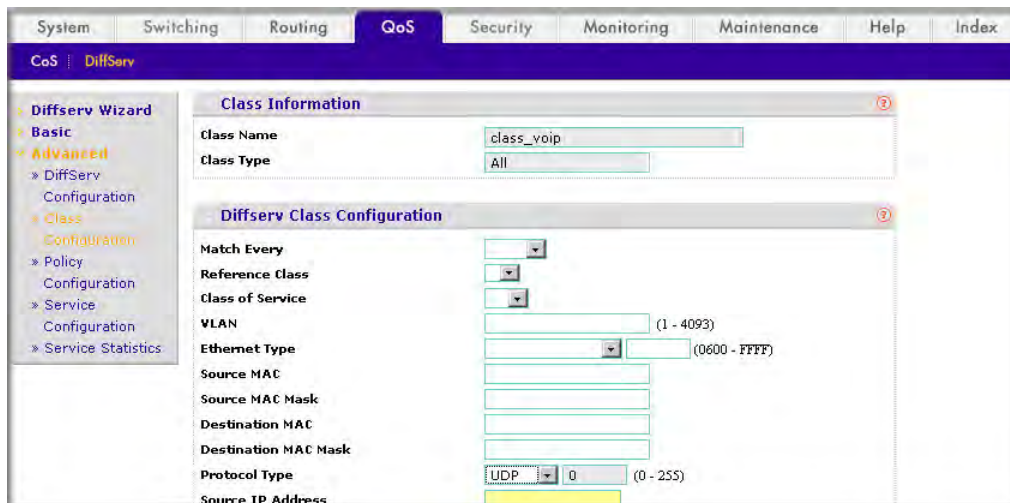 System Switching Routing QoS Security Monitoring Maintenance Help Index
CoS DiffServ
Diffserv Wizard
Basic
Advanced
» DiffServ
Configuration
» Class
Configuration
» Policy
Configuration
» Service
Configuration
» Service Statistics
Class Information ?
Class Name class_voip
Class Type All
Diffserv Class Configuration ?
Match Every
Reference Class
Class of Service
VLAN (1 - 4093)
Ethernet Type (0600 - FFFF)
Source MAC
Source MAC Mask
Destination MAC
Destination MAC Mask
Protocol Type UDP 0 (0 - 255)
Source IP Address